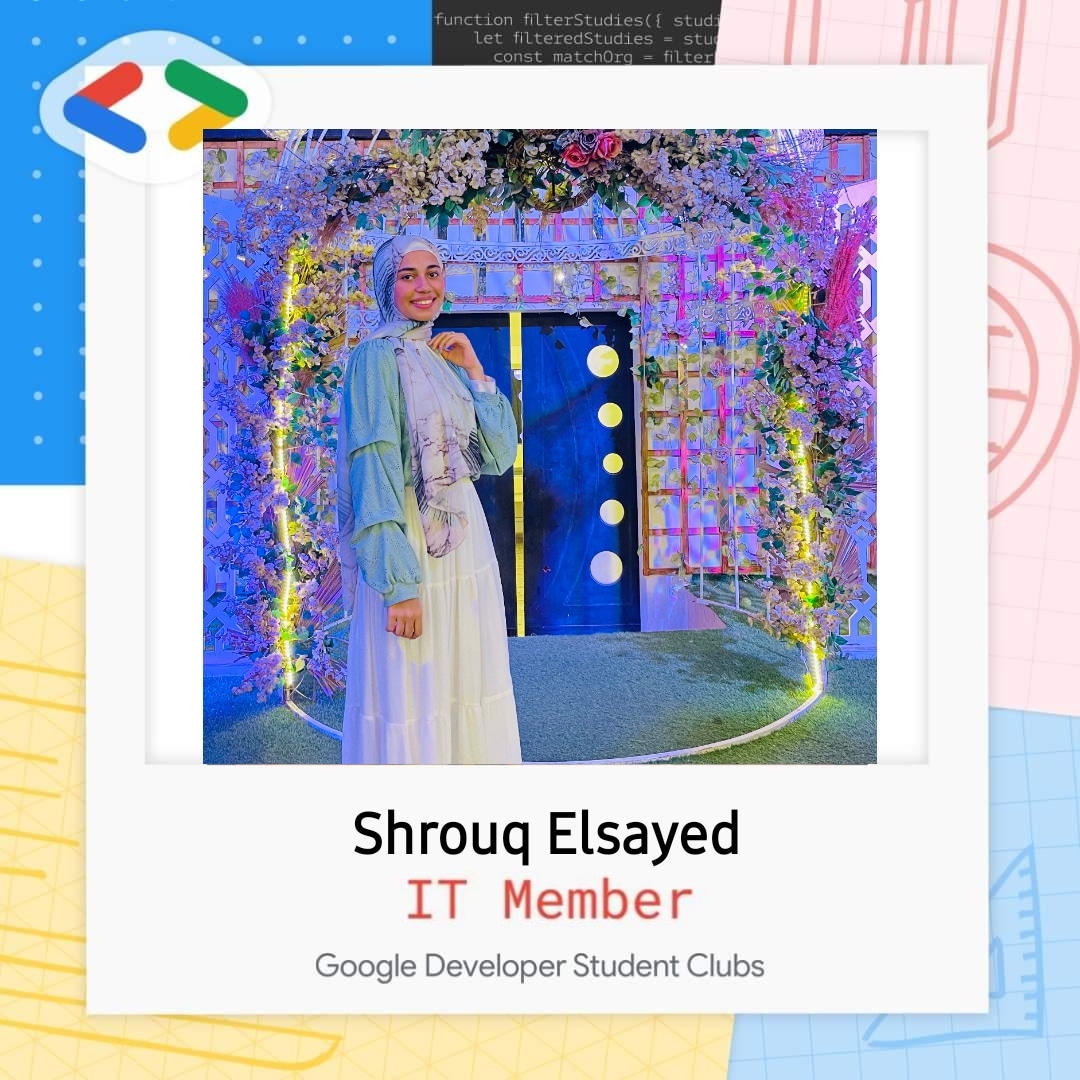 function filterStudies({ studi
let filteredStudies = stud
const matchOrg = filter
Shrouq Elsayed
IT Member
Google Developer Student Clubs